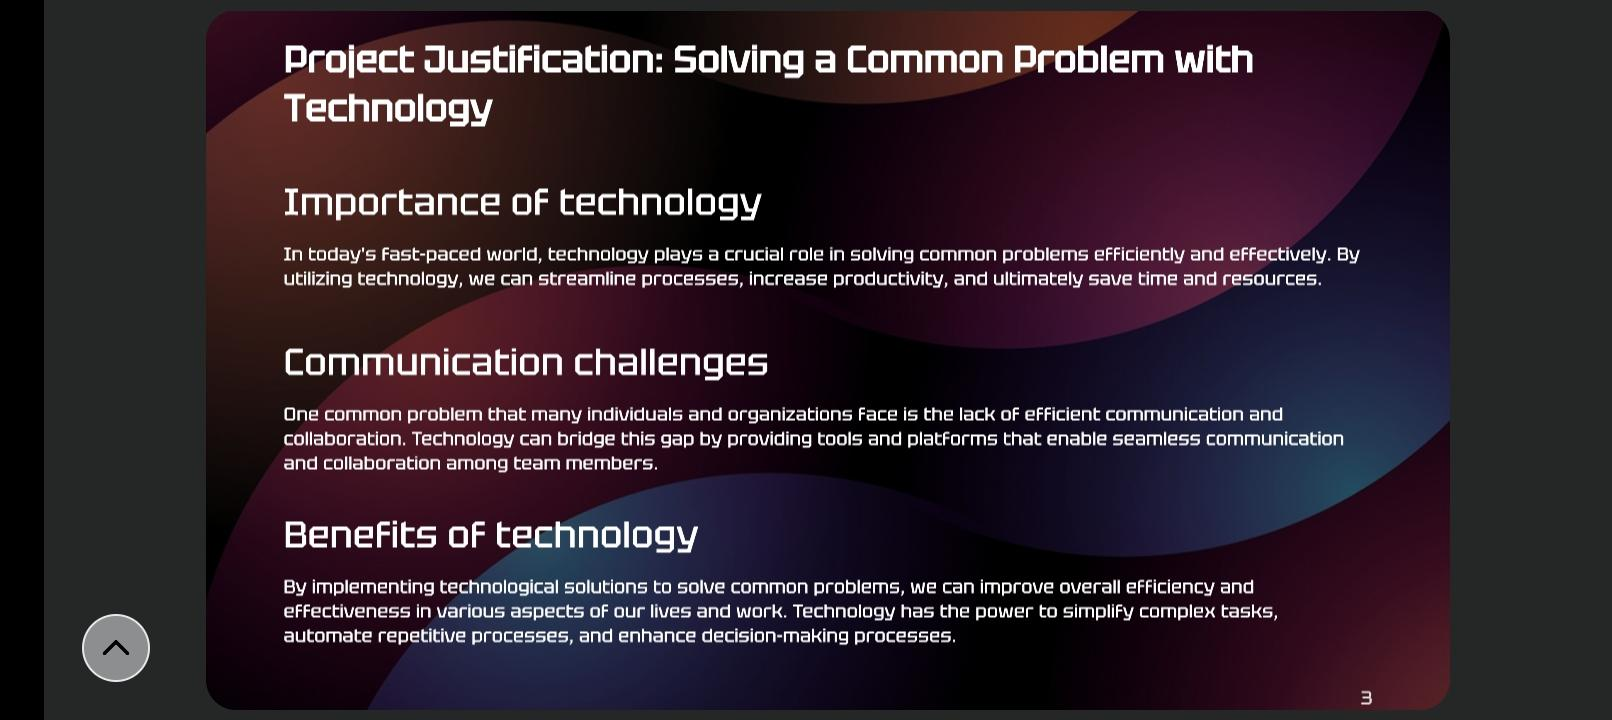 Project Justification: Solving a Common Problem with
Technology
Importance of technology
In today's fast-paced world, technology plays a crucial role in solving common problems efficiently and effectively. By
utilizing technology, we can streamline processes, increase productivity, and ultimately save time and resources.
Communication challenges
One common problem that many individuals and organizations face is the lack of efficient communication and
collaboration. Technology can bridge this gap by providing tools and platforms that enable seamless communication
and collaboration among team members.
Benefits of technology
By implementing technological solutions to solve common problems, we can improve overall efficiency and
effectiveness in various aspects of our lives and work. Technology has the power to simplify complex tasks,
automate repetitive processes, and enhance decision-making processes.
3